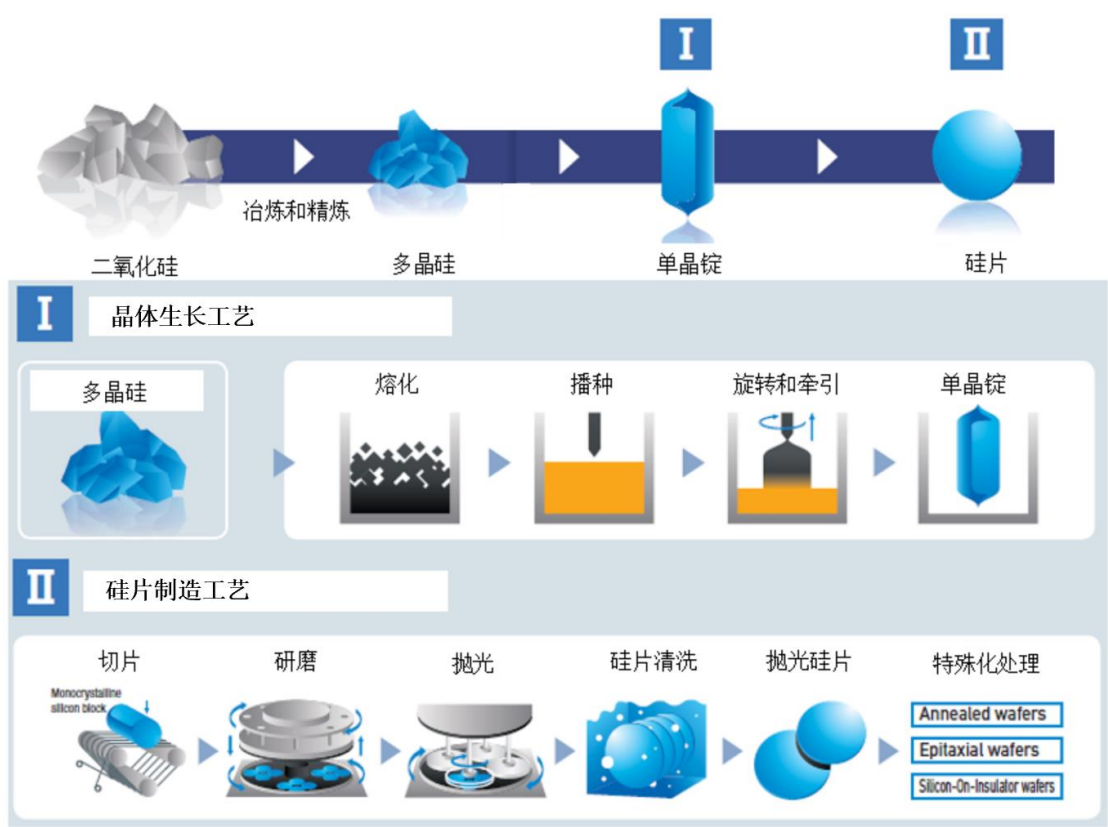 I
II
冶炼和精炼
二氧化硅
多晶硅
单晶锭
硅片
I
晶体生长工艺
多晶硅
熔化
播种
旋转和牵引
单晶锭
II
硅片制造工艺
切片
研磨
抛光
硅片清洗
抛光硅片
特殊化处理
Monocrystalline
silicon block
Annealed wafers
Epitaxial wafers
Silicon-On-Insulator wafers